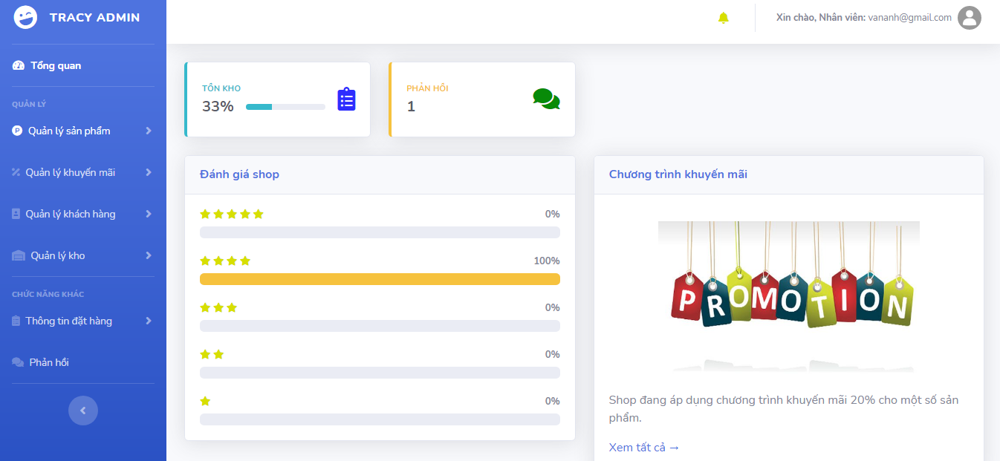 TRACY ADMIN
Xin chào, Nhân viên: vananh@gmail.com
Tổng quan
QUẢN LÝ
Quản lý sản phẩm
Quản lý khuyến mãi
Quản lý khách hàng
Quản lý kho
CHỨC NĂNG KHÁC
Thông tin đặt hàng
Phản hồi
TỒN KHO
33%
PHẢN HỒI
1
Đánh giá shop
0%
100%
0%
0%
0%
Chương trình khuyến mãi
PROMOTION
Shop đang áp dụng chương trình khuyến mãi 20% cho một số sản
phẩm.
Xem tất cả →